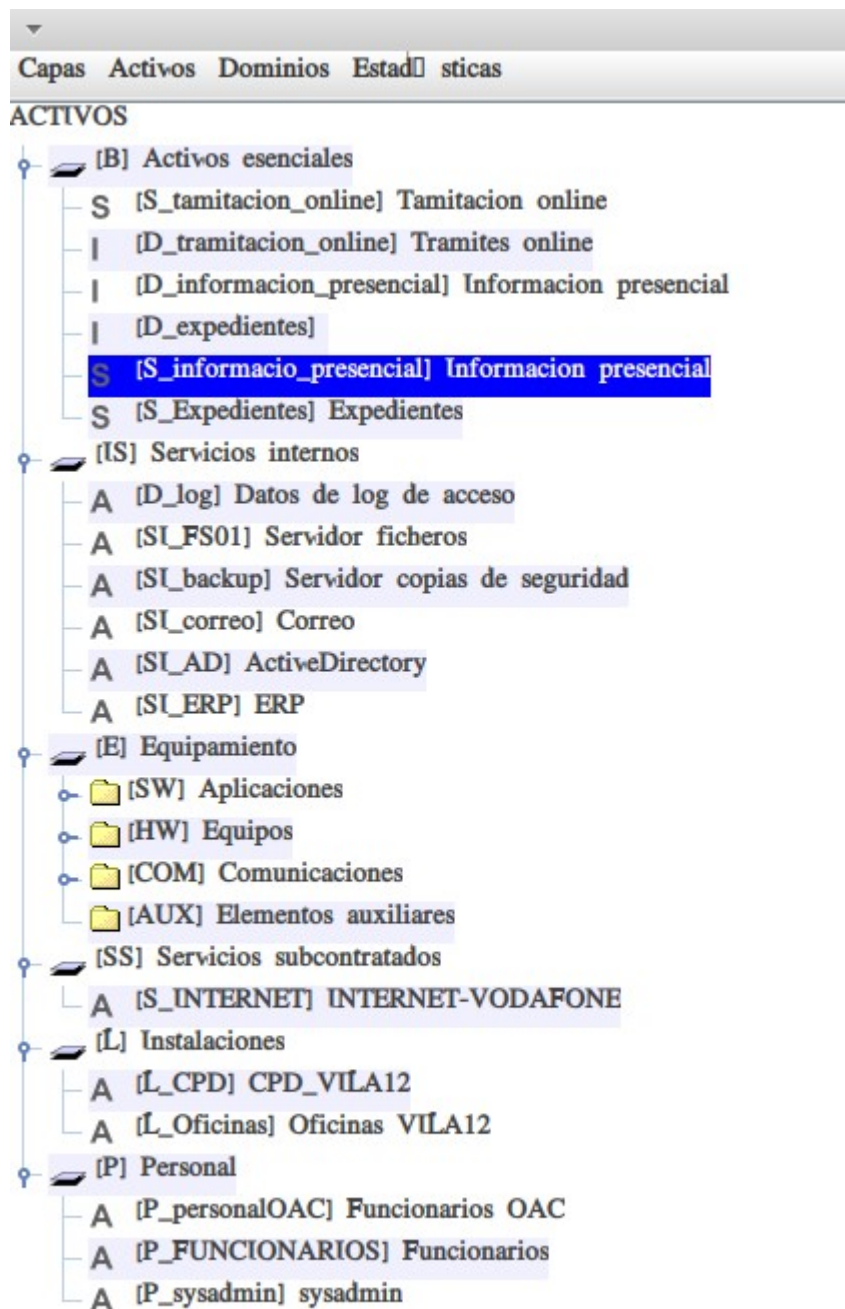 Capas Activos Dominios Estad▯ sticas
ACTIVOS
[B] Activos esenciales
S [S_tamitacion_online] Tamitacion online
I [D_tramitacion_online] Tramites online
I [D_informacion_presencial] Informacion presencial
I [D_expedientes]
S [S_informacio_presencial] Informacion presencial
S [S_Expedientes] Expedientes
[IS] Servicios internos
A [D_log] Datos de log de acceso
A [SI_FS01] Servidor ficheros
A [SI_backup] Servidor copias de seguridad
A [SI_correo] Correo
A [SI_AD] ActiveDirectory
A [SI_ERP] ERP
[E] Equipamiento
[SW] Aplicaciones
[HW] Equipos
[COM] Comunicaciones
[AUX] Elementos auxiliares
[SS] Servicios subcontratados
A [S_INTERNET] INTERNET-VODAFONE
[L] Instalaciones
A [L_CPD] CPD_VILA12
A [L_Oficinas] Oficinas VILA12
[P] Personal
A [P_personalOAC] Funcionarios OAC
A [P_FUNCIONARIOS] Funcionarios
A [P_sysadmin] sysadmin